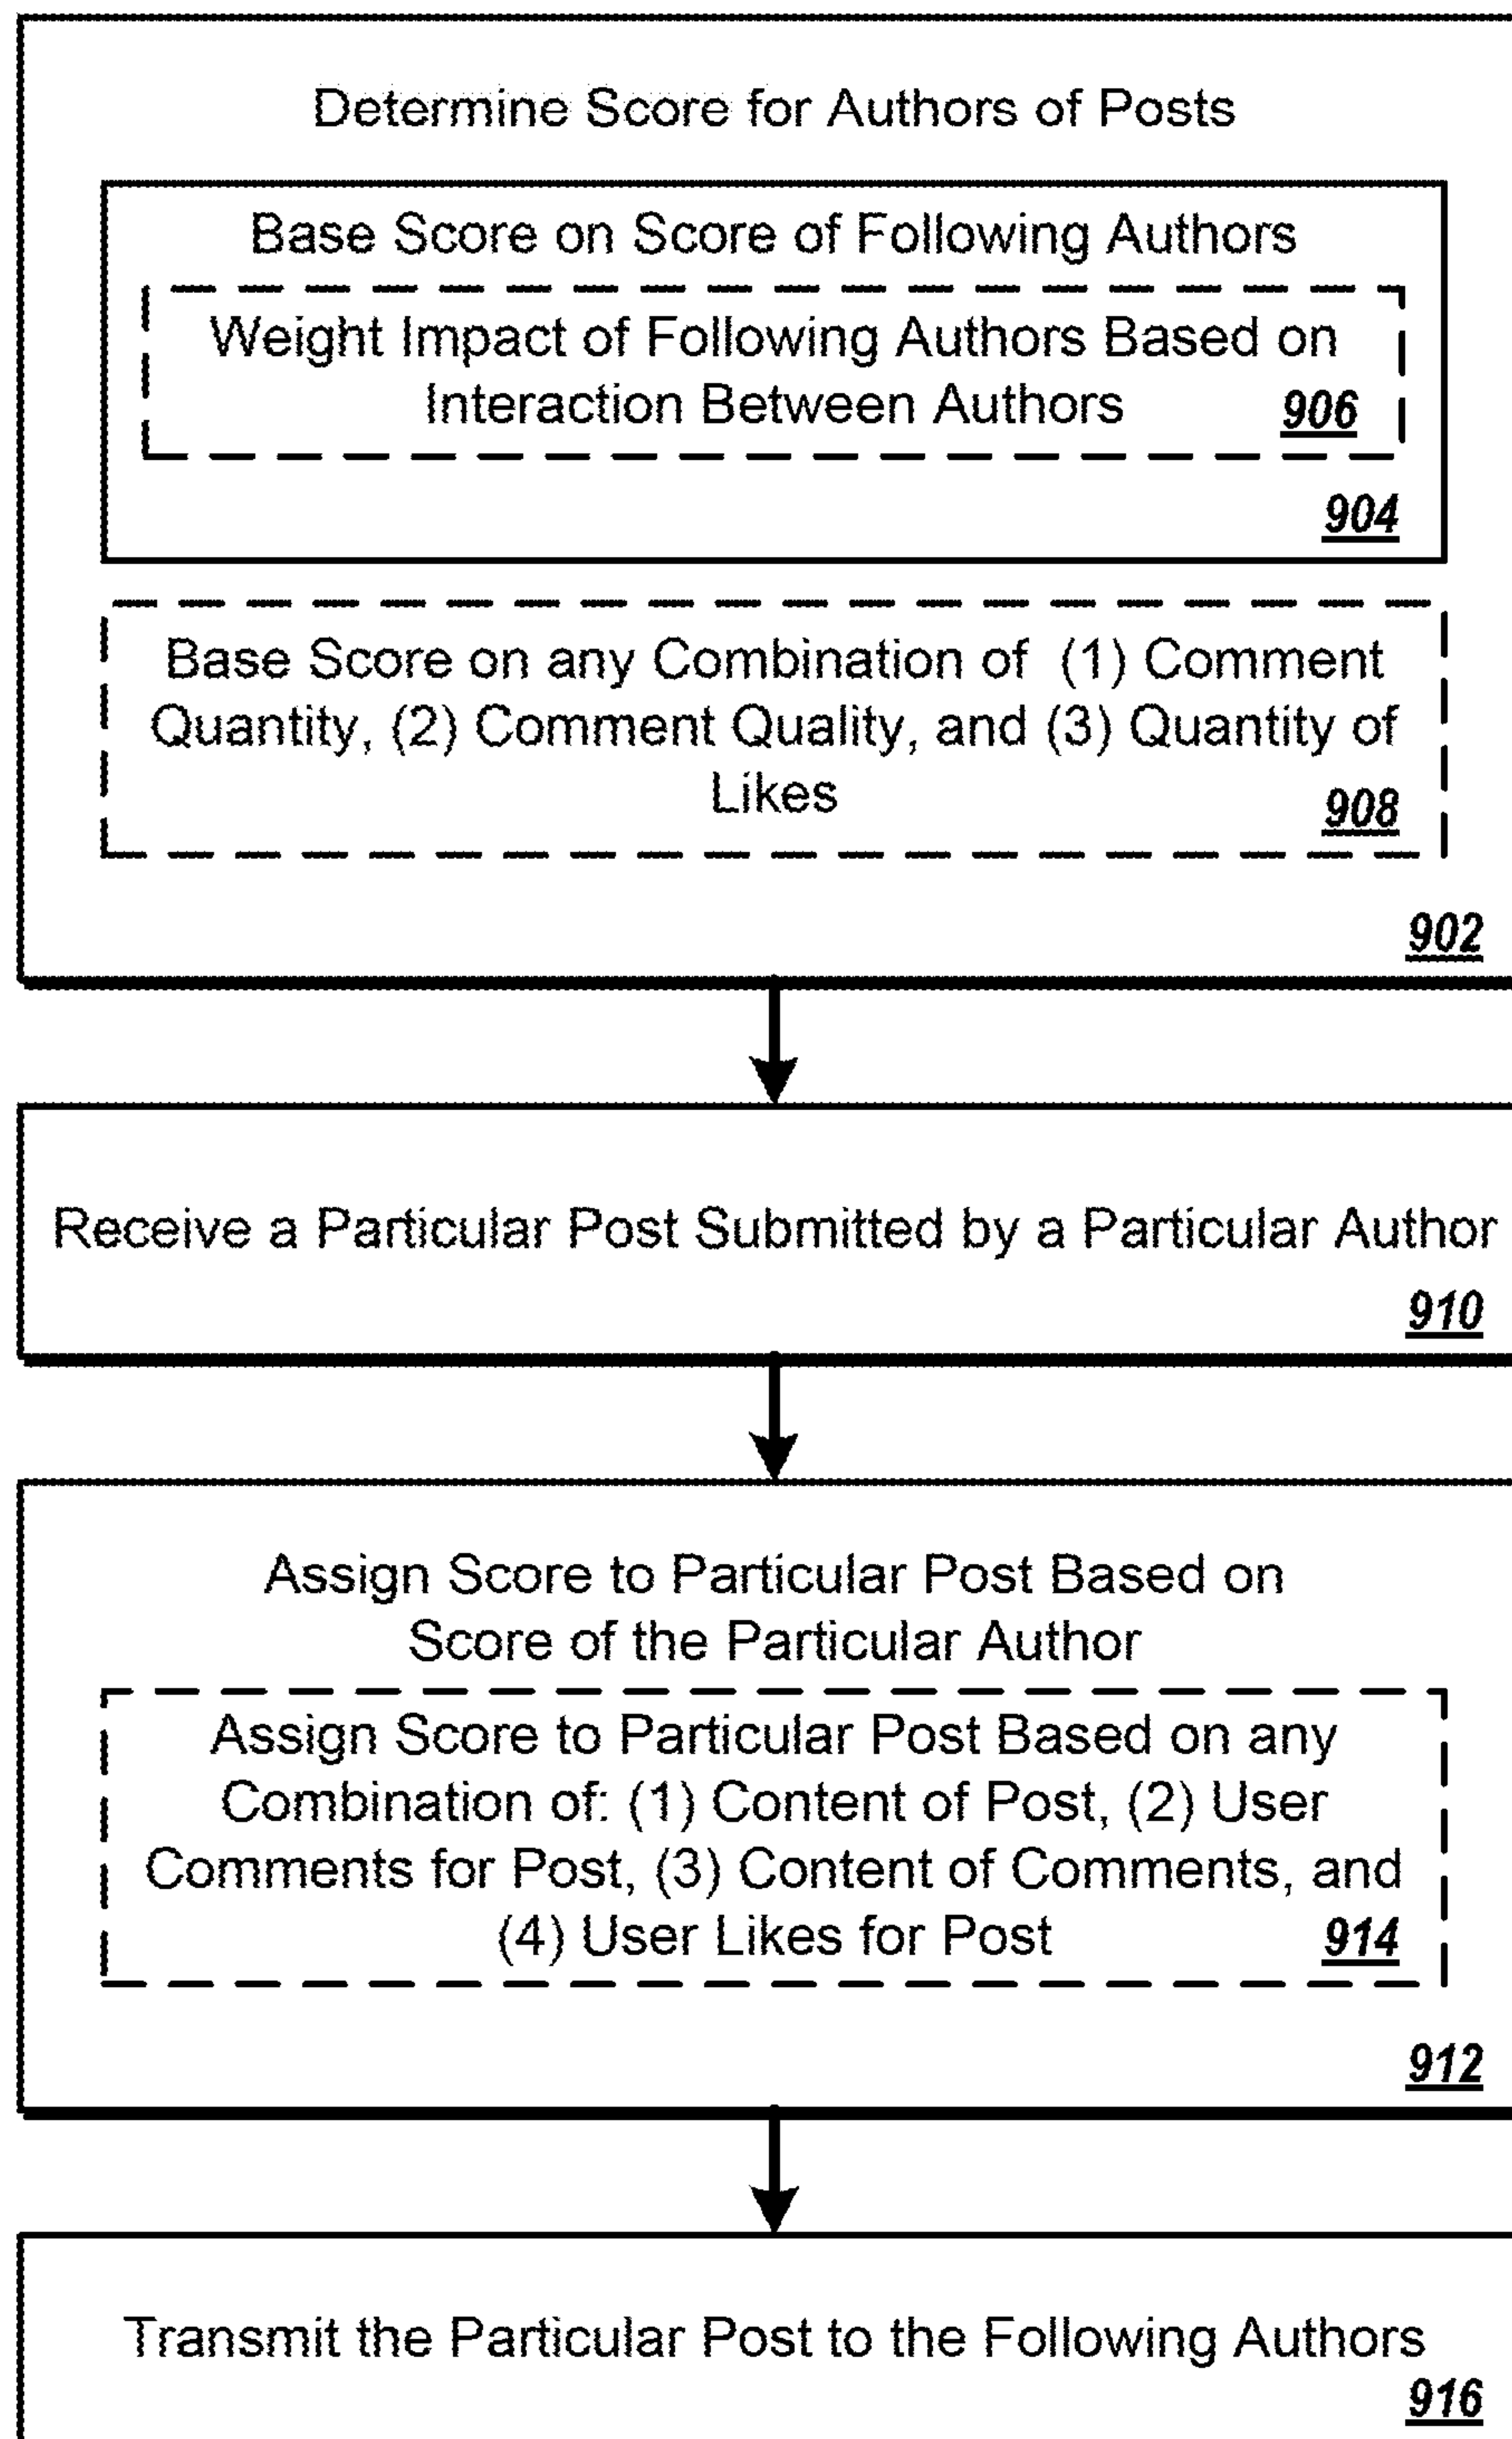 Determine Score for Authors of Posts
Base Score on Score of Following Authors
Weight Impact of Following Authors Based on
Interaction Between Authors 906
904
Base Score on any Combination of (1) Comment
Quantity, (2) Comment Quality, and (3) Quantity of
Likes 908
902
Receive a Particular Post Submitted by a Particular Author
910
Assign Score to Particular Post Based on
Score of the Particular Author
Assign Score to Particular Post Based on any
Combination of: (1) Content of Post, (2) User
Comments for Post, (3) Content of Comments, and
(4) User Likes for Post 914
912
Transmit the Particular Post to the Following Authors
916